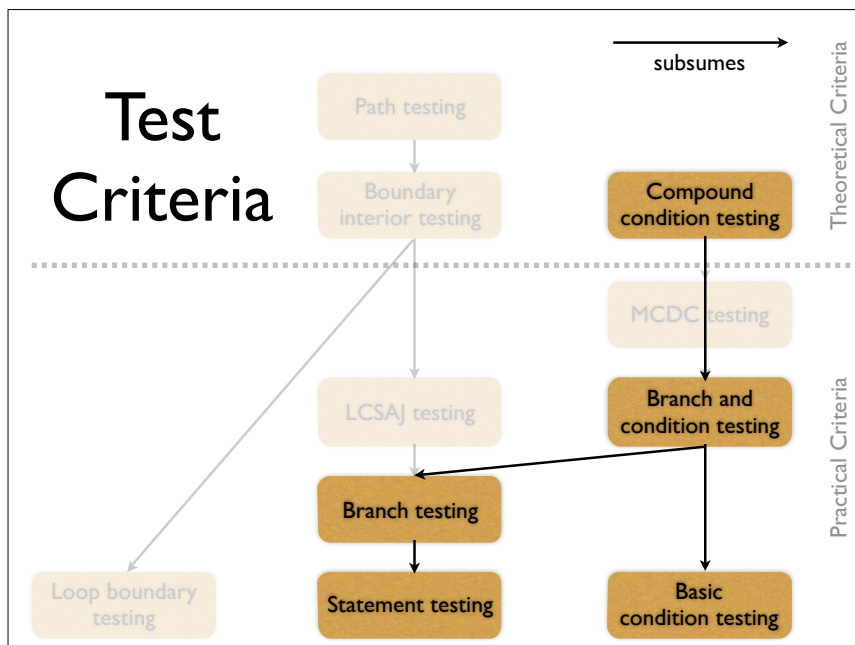 subsumes
Theoretical Criteria
Test
Criteria
Path testing
Boundary
interior testing
Compound
condition testing
MCDC testing
LCSAJ testing
Branch and
condition testing
Practical Criteria
Branch testing
Loop boundary
testing
Statement testing
Basic
condition testing